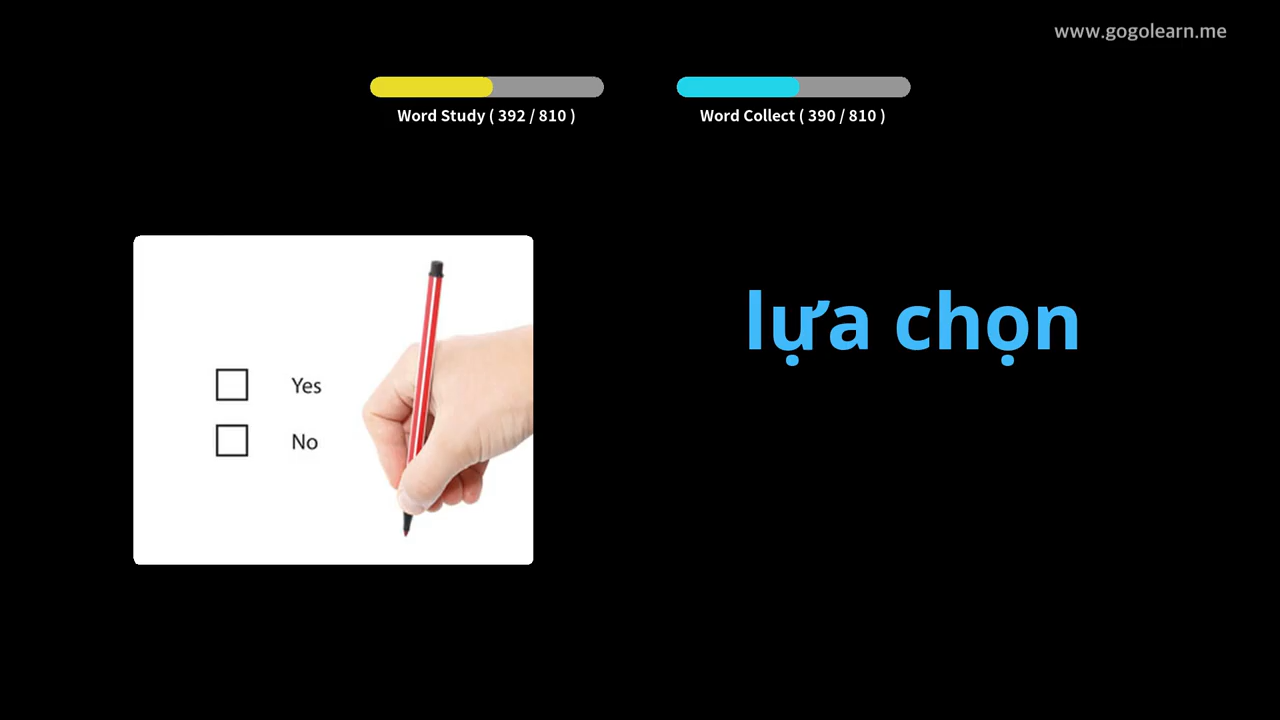 www.gogolearn.me
Word Study ( 392 / 810 )
Word Collect ( 390 / 810 )
lựa chọn
Yes
No